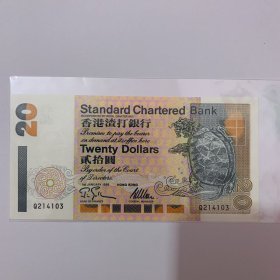 20
Standard Chartered Bank
香港渣打銀行
Promises to pay the bearer
on demand at its office here
Twenty Dollars
貳拾圓
By order of the Court
of Directors
HONG KONG
Q214103
Q214103